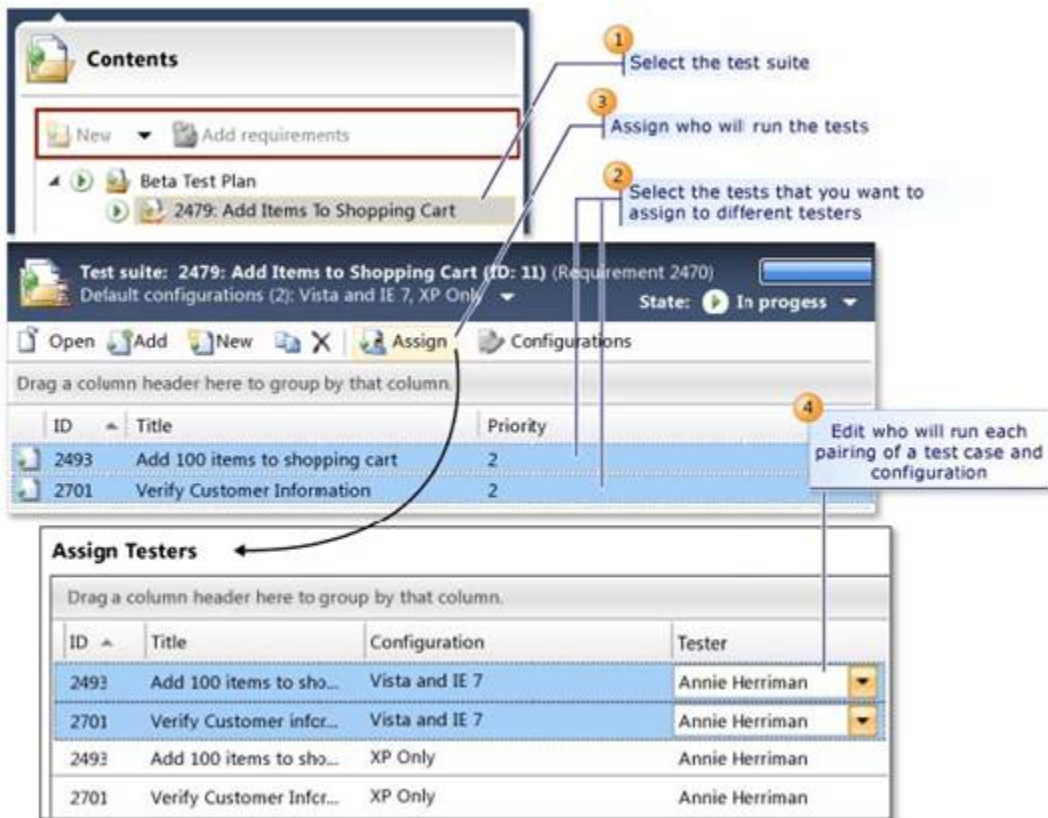 Contents
New
Add requirements
Beta Test Plan
2479: Add Items To Shopping Cart
1
Select the test suite
3
Assign who will run the tests
2
Select the tests that you want to
assign to different testers
Test suite: 2479: Add Items to Shopping Cart (ID: 11) (Requirement 2470)
Default configurations (2): Vista and IE 7, XP Only
State: In progess
Open Add New Assign Configurations
Drag a column header here to group by that column.
ID Title Priority
2493 Add 100 items to shopping cart 2
2701 Verify Customer Information 2
4
Edit who will run each
pairing of a test case and
configuration
Assign Testers
Drag a column header here to group by that column.
ID Title Configuration Tester
2493 Add 100 items to sho... Vista and IE 7 Annie Herriman
2701 Verify Customer infor... Vista and IE 7 Annie Herriman
2493 Add 100 items to sho... XP Only Annie Herriman
2701 Verify Customer Infor... XP Only Annie Herriman